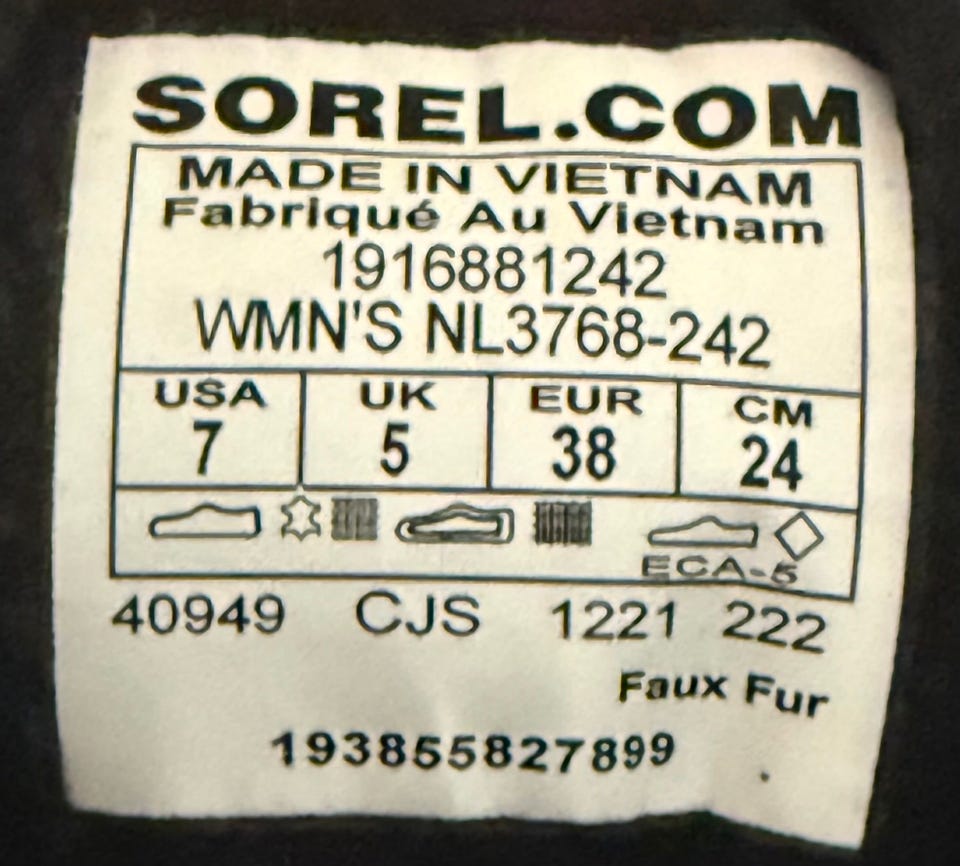 SOREL.COM
MADE IN VIETNAM
Fabriqué Au Vietnam
1916881242
WMN'S NL3768-242
USA UK EUR CM
7 5 38 24
ECA-5
40949 CJS 1221 222
Faux Fur
193855827899